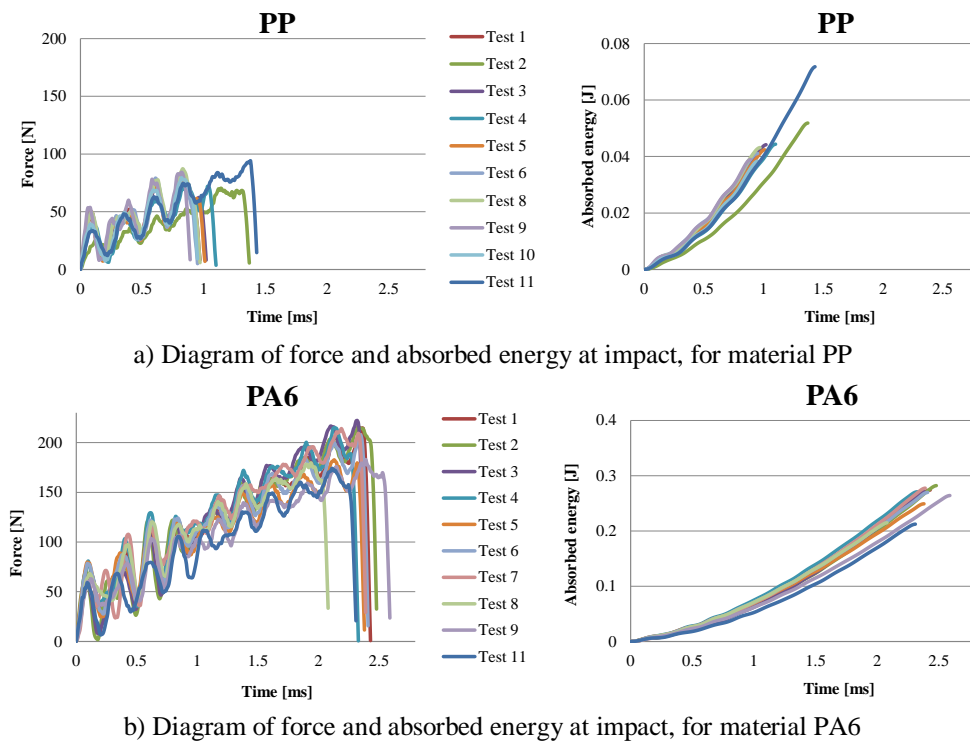 PP
200
150
100
50
0
Force [N]
0 0.5 1 1.5 2 2.5
Time [ms]
Test 1
Test 2
Test 3
Test 4
Test 5
Test 6
Test 8
Test 9
Test 10
Test 11
PP
0.08
0.06
0.04
0.02
0
Absorbed energy [J]
0 0.5 1 1.5 2 2.5
Time [ms]
a) Diagram of force and absorbed energy at impact, for material PP
PA6
200
150
100
50
0
Force [N]
0 0.5 1 1.5 2 2.5
Time [ms]
Test 1
Test 2
Test 3
Test 4
Test 5
Test 6
Test 7
Test 8
Test 9
Test 11
PA6
0.4
0.3
0.2
0.1
0
Absorbed energy [J]
0 0.5 1 1.5 2 2.5
Time [ms]
b) Diagram of force and absorbed energy at impact, for material PA6